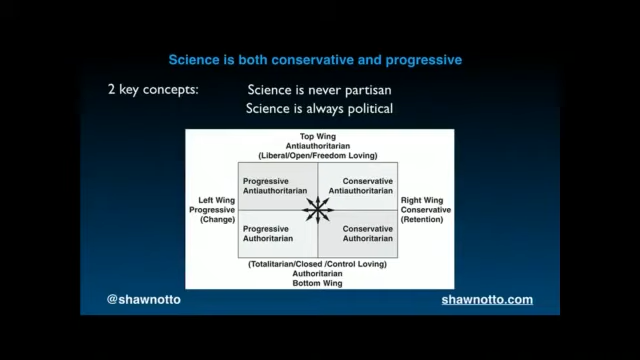 Science is both conservative and progressive
2 key concepts:
Science is never partisan
Science is always political
Top Wing
Antiauthoritarian
(Liberal/Open/Freedom Loving)
Left Wing
Progressive
(Change)
Progressive
Antiauthoritarian
Conservative
Antiauthoritarian
Progressive
Authoritarian
Conservative
Authoritarian
Right Wing
Conservative
(Retention)
(Totalitarian/Closed /Control Loving)
Authoritarian
Bottom Wing
@shawnotto
shawnotto.com